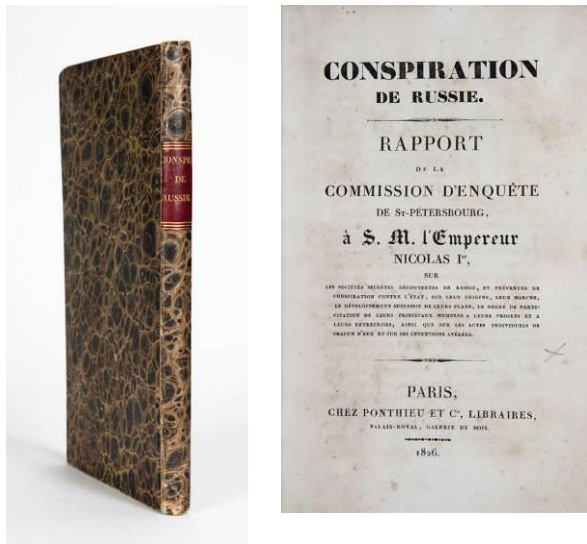 CONSPI
DE
RUSSIE
CONSPIRATION
DE RUSSIE.
RAPPORT
DE LA
COMMISSION D'ENQUÊTE
DE ST-PÉTERSBOURG,
à S. M. l'Empereur
NICOLAS Ier,
SUR
LES SOCIÉTÉS SECRÈTES DÉCOUVERTES EN RUSSIE, ET PRÉVENUES DE
CONSPIRATION CONTRE L'ÉTAT, SUR LEUR ORIGINE, LEUR MARCHE,
LE DÉVELOPPEMENT SUCCESSIF DE LEURS PLANS, LE DEGRÉ DE PARTI-
CIPATION DE LEURS PRINCIPAUX MEMBRES A LEURS PROJETS ET A
LEURS ENTREPRISES, AINSI QUE SUR LES ACTES INDIVIDUELS DE
CHACUN D'EUX ET SUR SES INTENTIONS AVÉRÉES.
PARIS,
CHEZ PONTHIEU ET Ce, LIBRAIRES,
PALAIS-ROYAL, GALERIE DE BOIS.
1826.